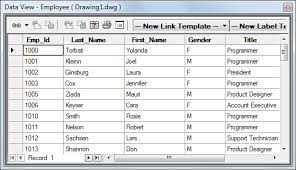 Data View - Employee ( Drawing1.dwg )
-- New Link Template -- -- New Label T
Emp_Id Last_Name First_Name Gender Title
1000 Torbati Yolanda F Programmer
1001 Kleinn Joel M Programmer
1002 Ginsburg Laura F President
1003 Cox Jennifer F Programmer
1005 Ziada Mauri M Product Designer
1006 Keyser Cara F Account Executive
1010 Smith Roxie M Programmer
1011 Nelson Robert M Programmer
1012 Sachsen Lars M Support Technician
1013 Shannon Don M Product Designer
Record 1